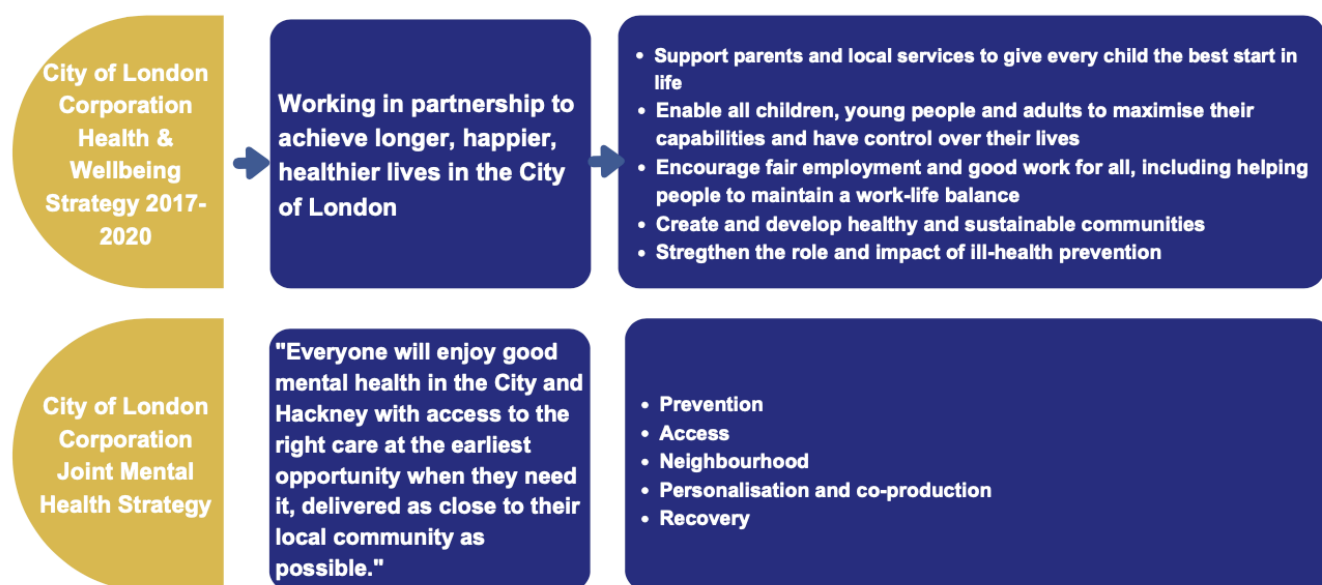 City of London
Corporation
Health &
Wellbeing
Strategy 2017-
2020
Working in partnership to
achieve longer, happier,
healthier lives in the City
of London
• Support parents and local services to give every child the best start in
life
• Enable all children, young people and adults to maximise their
capabilities and have control over their lives
• Encourage fair employment and good work for all, including helping
people to maintain a work-life balance
• Create and develop healthy and sustainable communities
• Stregthen the role and impact of ill-health prevention
City of London
Corporation
Joint Mental
Health Strategy
"Everyone will enjoy good
mental health in the City and
Hackney with access to the
right care at the earliest
opportunity when they need
it, delivered as close to their
local community as
possible."
• Prevention
• Access
• Neighbourhood
• Personalisation and co-production
• Recovery